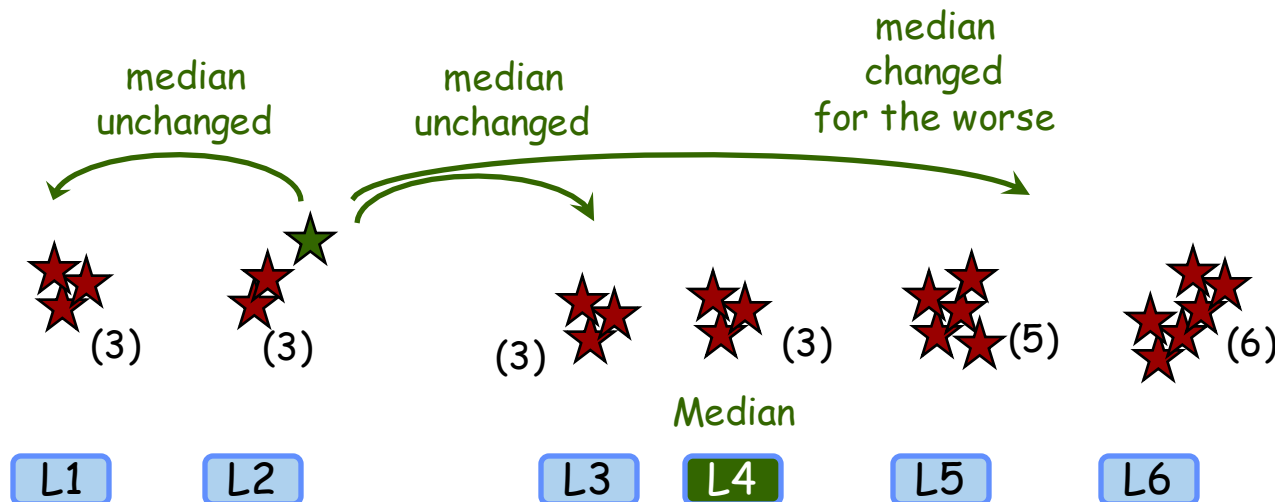 median
unchanged
median
unchanged
median
changed
for the worse
(3)
(3)
(3)
(3)
(5)
(6)
Median
L1
L2
L3
L4
L5
L6